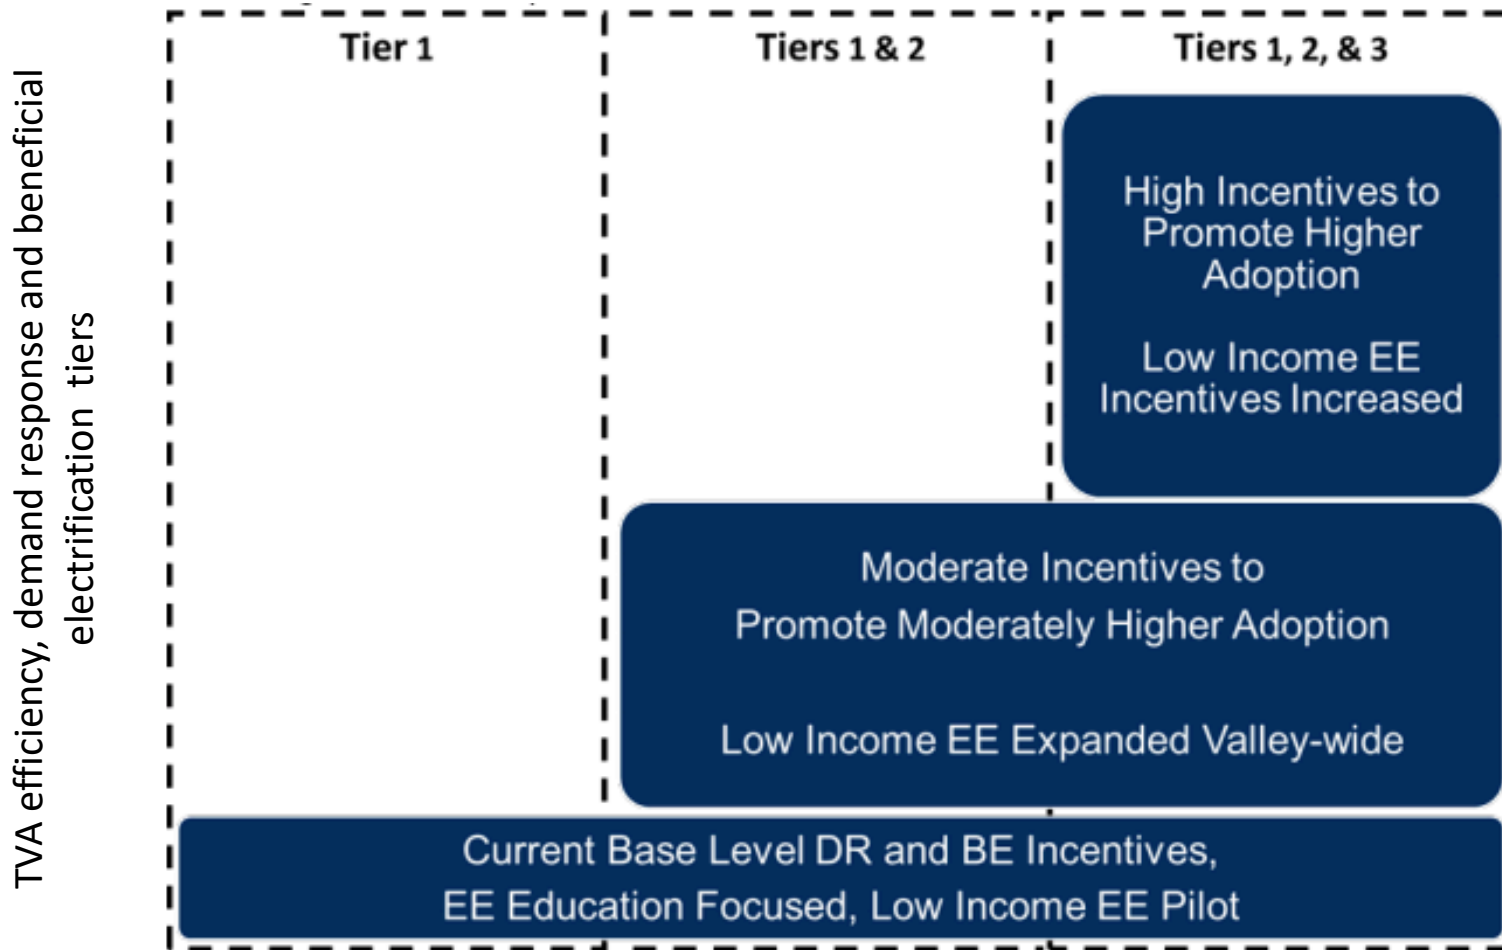 TVA efficiency, demand response and beneficial
electrification tiers
Tier 1
Tiers 1 & 2
Tiers 1, 2, & 3
High Incentives to
Promote Higher
Adoption
Low Income EE
Incentives Increased
Moderate Incentives to
Promote Moderately Higher Adoption
Low Income EE Expanded Valley-wide
Current Base Level DR and BE Incentives,
EE Education Focused, Low Income EE Pilot